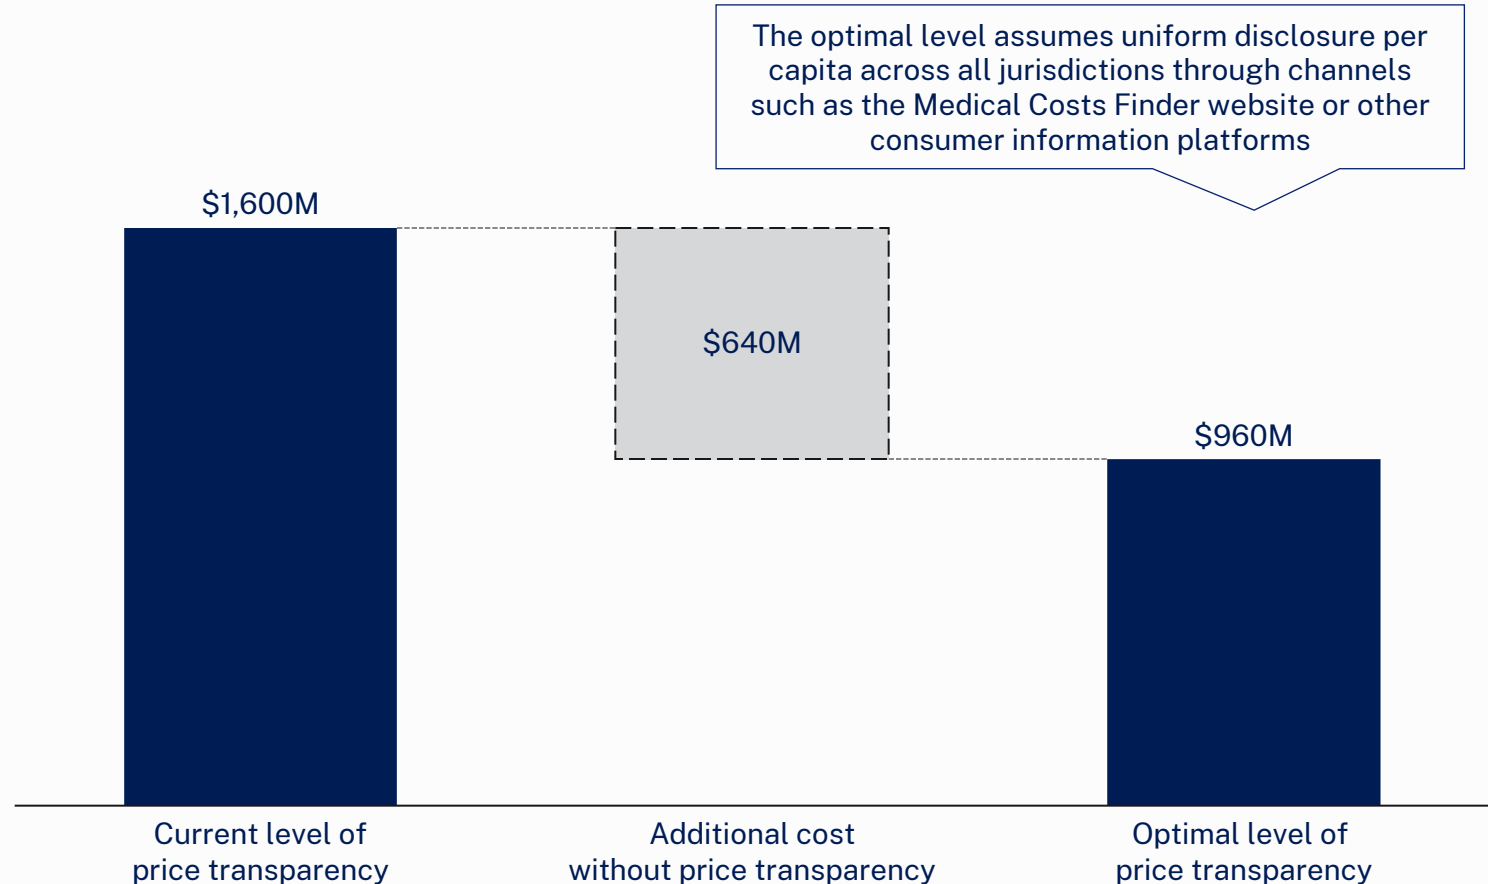 The optimal level assumes uniform disclosure per
capita across all jurisdictions through channels
such as the Medical Costs Finder website or other
consumer information platforms
$1,600M
$640M
$960M
Current level of
price transparency
Additional cost
without price transparency
Optimal level of
price transparency